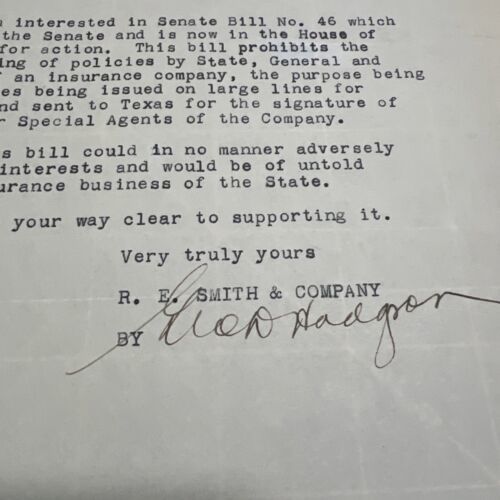 interested in Senate Bill No. 46 which
the Senate and is now in the House of
for action. This bill prohibits the
ing of policies by State, General and
f an insurance company, the purpose being
es being issued on large lines for
nd sent to Texas for the signature of
r Special Agents of the Company.
s bill could in no manner adversely
interests and would be of untold
urance business of the State.
your way clear to supporting it.
Very truly yours
R. E. SMITH & COMPANY
BY Geo D Hodgson